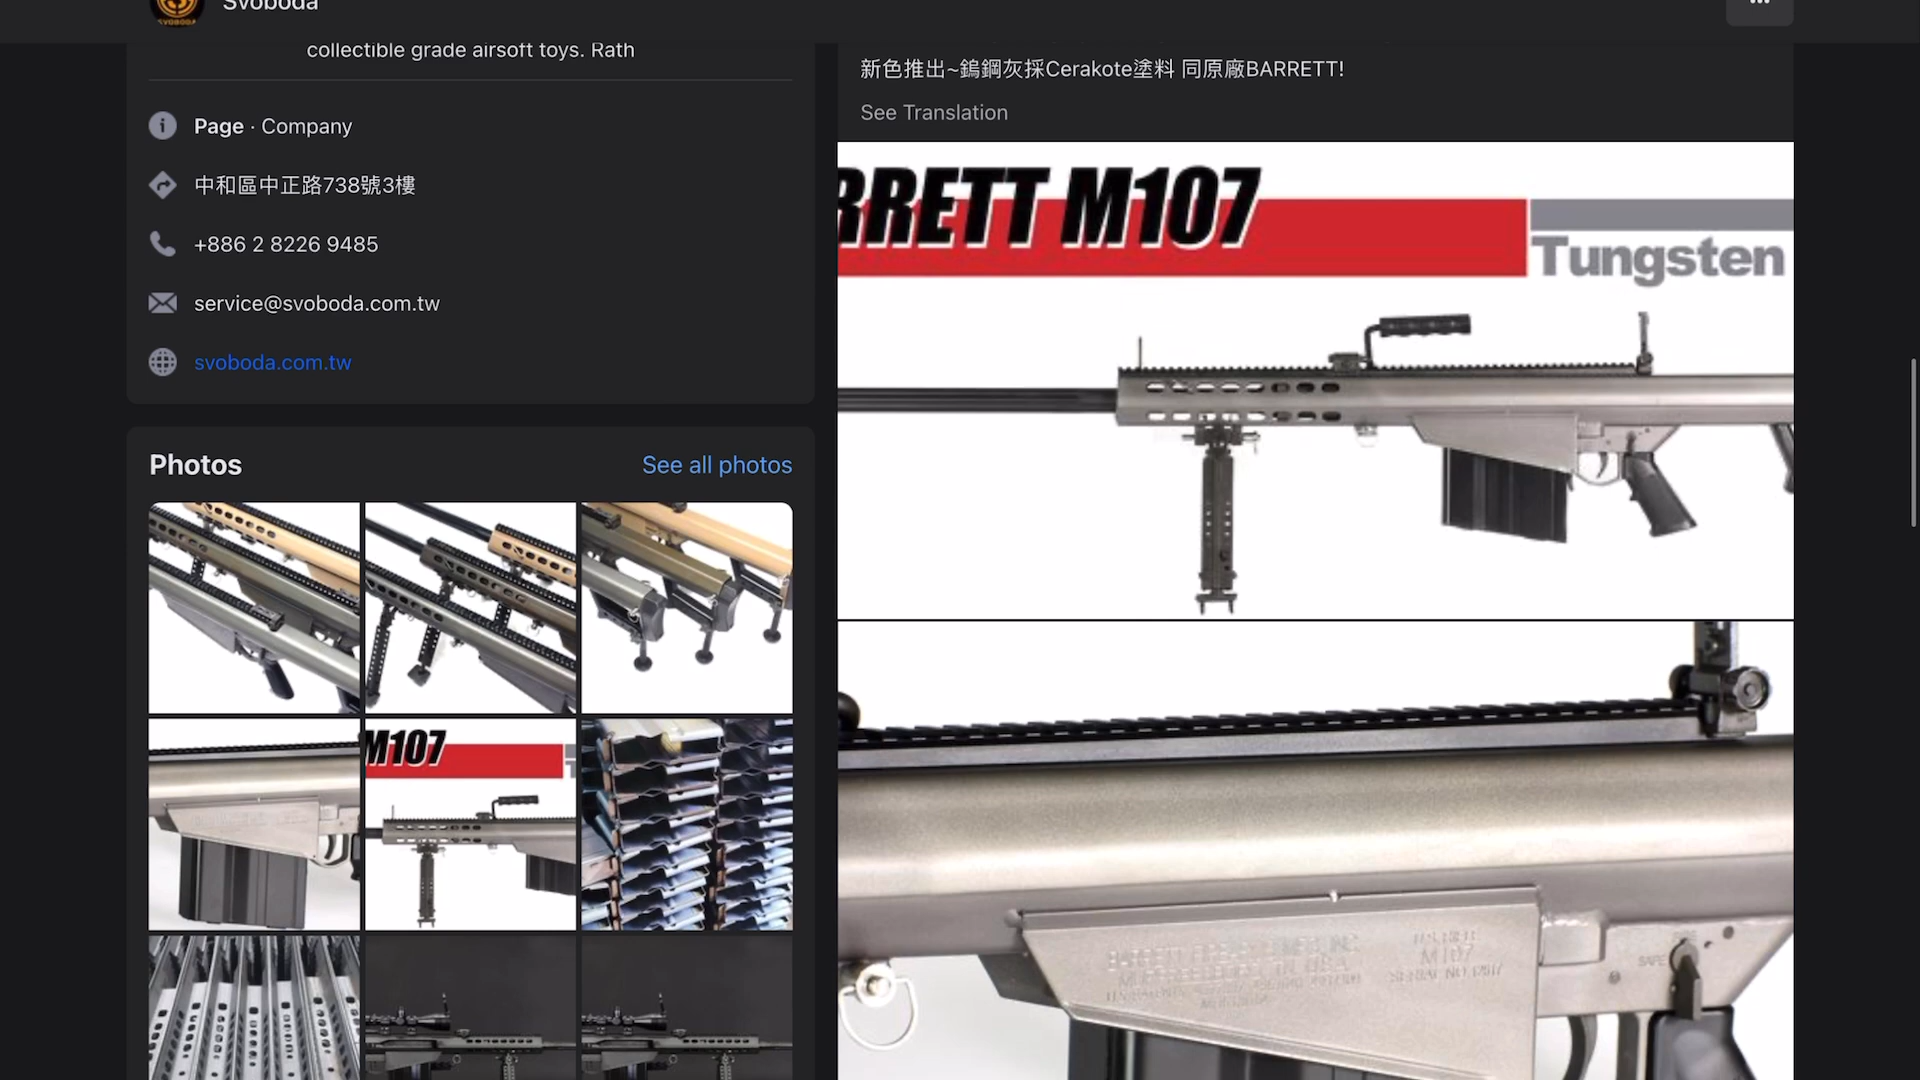 Svoboda
SVOBODA
collectible grade airsoft toys. Rath
Page · Company
中和區中正路738號3樓
+886 2 8226 9485
service@svoboda.com.tw
svoboda.com.tw
Photos
See all photos
M107
新色推出~鎢鋼灰採Cerakote塗料 同原廠BARRETT!
See Translation
RRETT M107
Tungsten
M107
SAFE